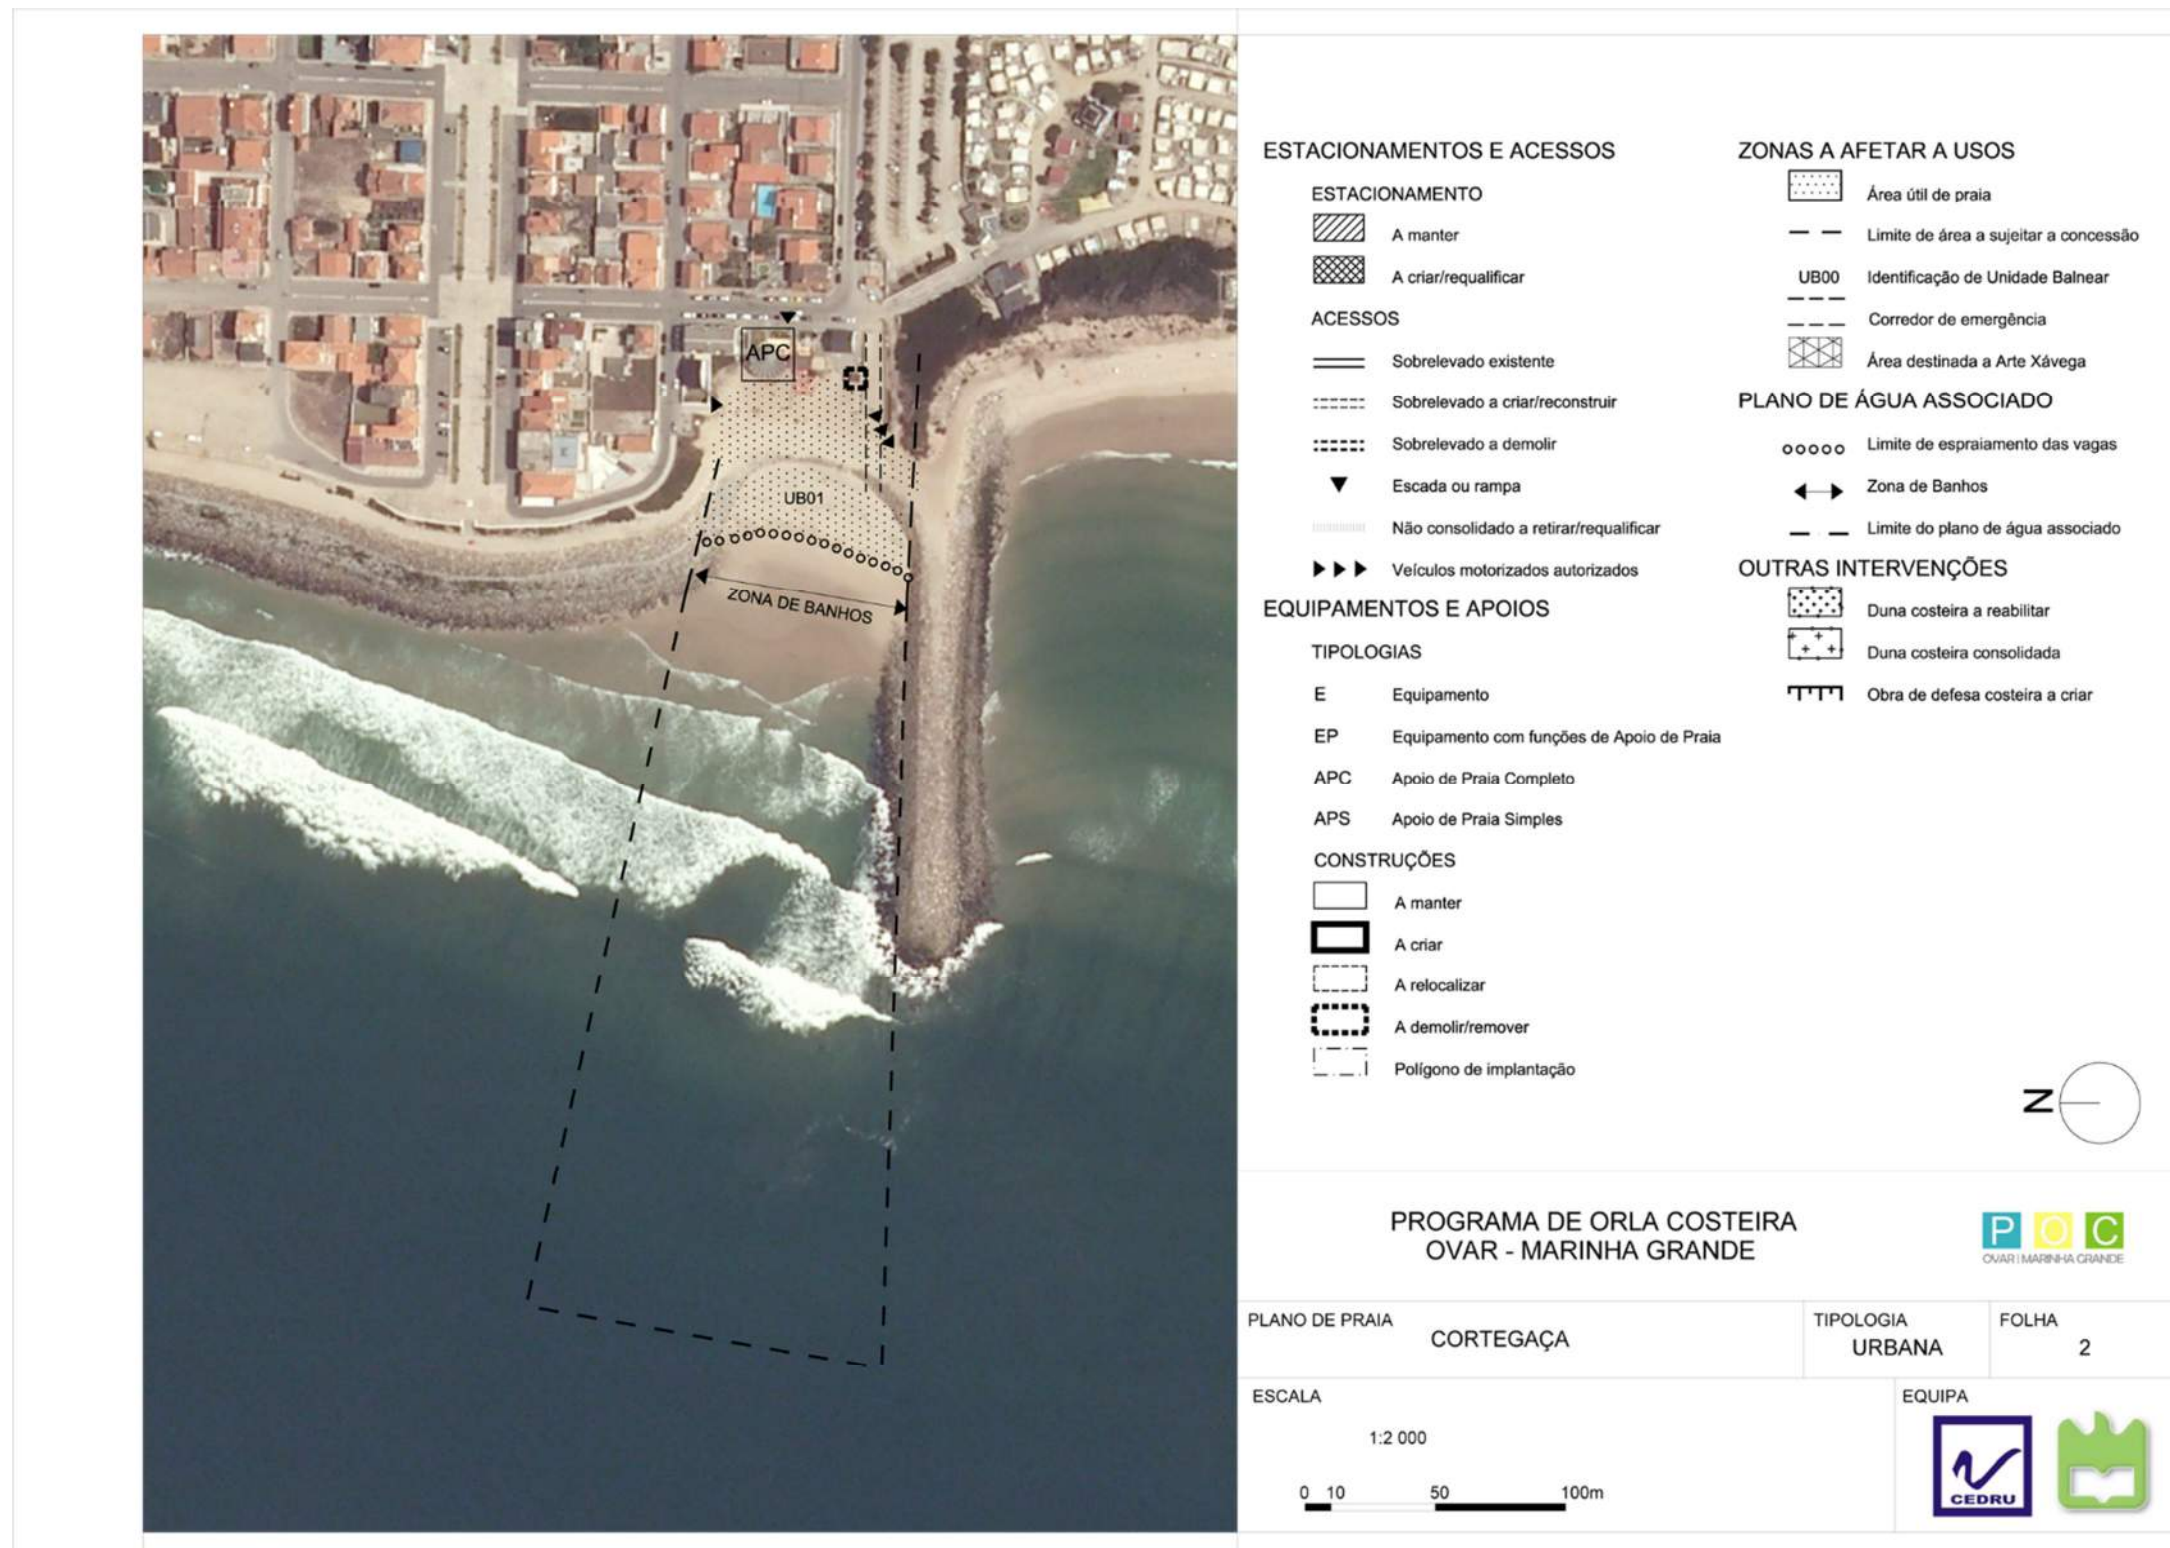 APC
UB01
ZONA DE BANHOS
ESTACIONAMENTOS E ACESSOS
ESTACIONAMENTO
A manter
A criar/requalificar
ACESSOS
Sobrelevado existente
Sobrelevado a criar/reconstruir
Sobrelevado a demolir
Escada ou rampa
Não consolidado a retirar/requalificar
Veículos motorizados autorizados
EQUIPAMENTOS E APOIOS
TIPOLOGIAS
E Equipamento
EP Equipamento com funções de Apoio de Praia
APC Apoio de Praia Completo
APS Apoio de Praia Simples
CONSTRUÇÕES
A manter
A criar
A relocalizar
A demolir/remover
Polígono de implantação
ZONAS A AFETAR A USOS
Área útil de praia
Limite de área a sujeitar a concessão
UB00 Identificação de Unidade Balnear
Corredor de emergência
Área destinada a Arte Xávega
PLANO DE ÁGUA ASSOCIADO
Limite de espraiamento das vagas
Zona de Banhos
Limite do plano de água associado
OUTRAS INTERVENÇÕES
Duna costeira a reabilitar
Duna costeira consolidada
Obra de defesa costeira a criar
N
PROGRAMA DE ORLA COSTEIRA
OVAR - MARINHA GRANDE
POC
OVAR | MARINHA GRANDE
PLANO DE PRAIA
CORTEGAÇA
TIPOLOGIA
URBANA
FOLHA
2
ESCALA
1:2 000
0 10 50 100m
EQUIPA
CEDRU